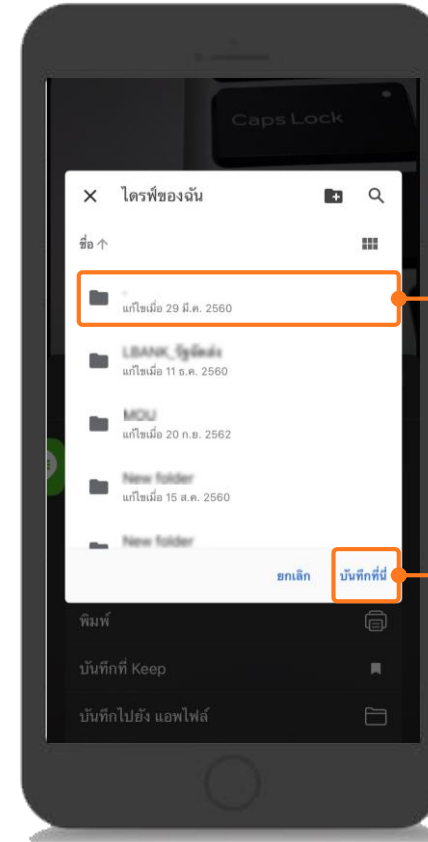 Caps Lock
ไดรฟ์ของฉัน
ชื่อ ↑
แก้ไขเมื่อ 29 มี.ค. 2560
แก้ไขเมื่อ 11 ธ.ค. 2560
MOU
แก้ไขเมื่อ 20 ก.ย. 2562
New folder
แก้ไขเมื่อ 15 ส.ค. 2560
New folder
ยกเลิก บันทึกที่นี่
พิมพ์
บันทึกที่ Keep
บันทึกไปยัง แอพไฟล์